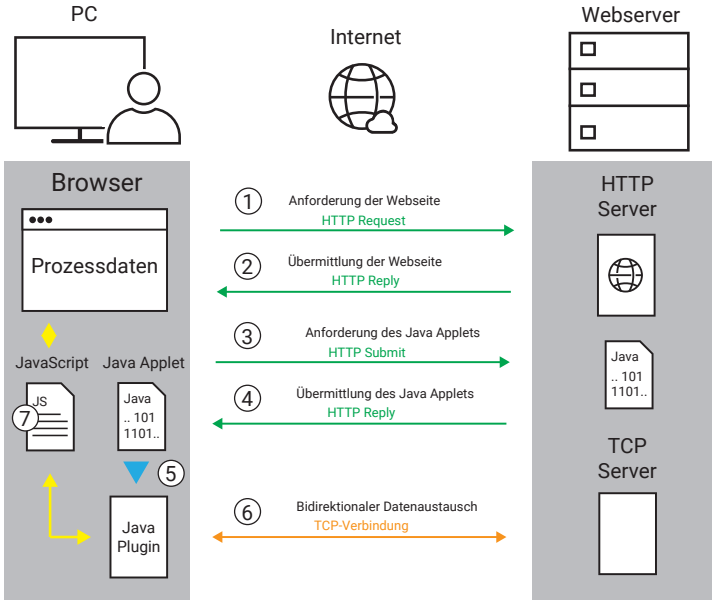 PC
Internet
Webserver
Browser
Prozessdaten
JavaScript
Java Applet
JS
7
Java
.. 101
1101..
5
Java
Plugin
1
Anforderung der Webseite
HTTP Request
2
Übermittlung der Webseite
HTTP Reply
3
Anforderung des Java Applets
HTTP Submit
4
Übermittlung des Java Applets
HTTP Reply
6
Bidirektionaler Datenaustausch
TCP-Verbindung
HTTP
Server
Java
.. 101
1101..
TCP
Server